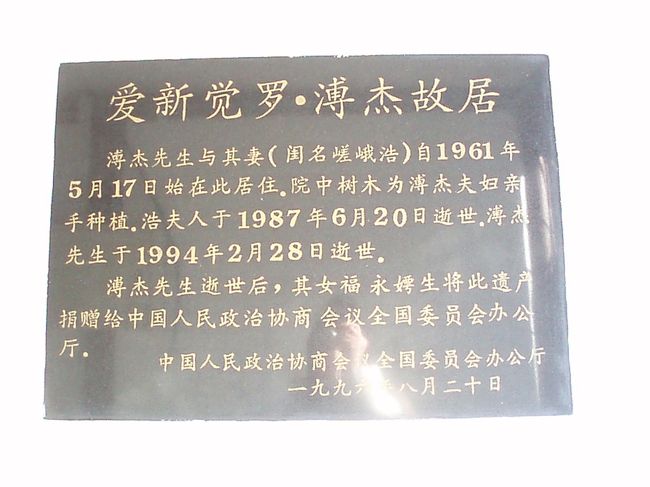 爱新觉罗·溥杰故居
溥杰先生与其妻(闺名嵯峨浩)自1961年
5月17日始在此居住.院中树木为溥杰夫妇亲
手种植.浩夫人于1987年6月20日逝世.溥杰
先生于1994年2月28日逝世.
溥杰先生逝世后，其女福永嫮生将此遗产
捐赠给中国人民政治协商会议全国委员会办公
厅.
中国人民政治协商会议全国委员会办公厅
一九九六年八月二十日